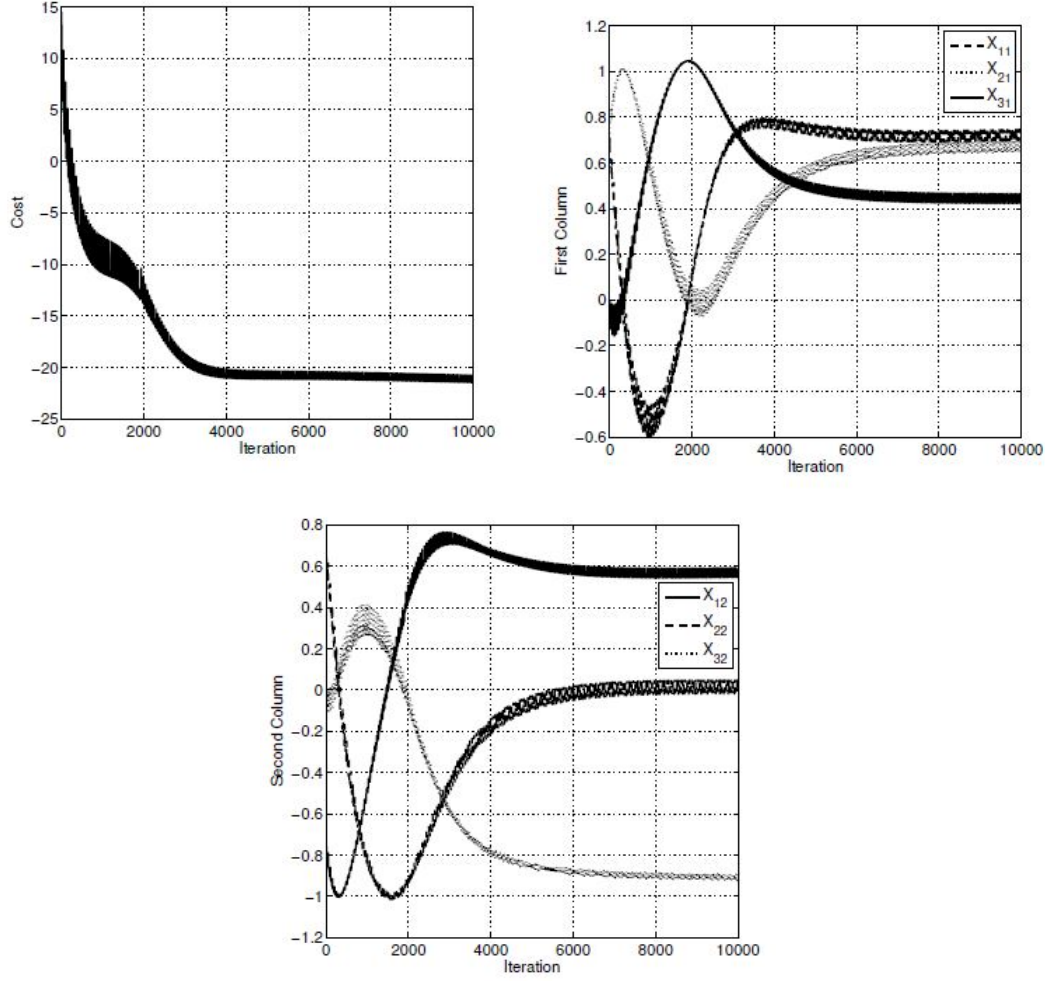 15
10
5
0
−5
−10
−15
−20
−25
Cost
0 2000 4000 6000 8000 10000
Iteration
1.2
1
0.8
0.6
0.4
0.2
0
−0.2
−0.4
−0.6
First Column
X11
X21
X31
0 2000 4000 6000 8000 10000
Iteration
0.8
0.6
0.4
0.2
0
−0.2
−0.4
−0.6
−0.8
−1
−1.2
Second Column
X12
X22
X32
0 2000 4000 6000 8000 10000
Iteration